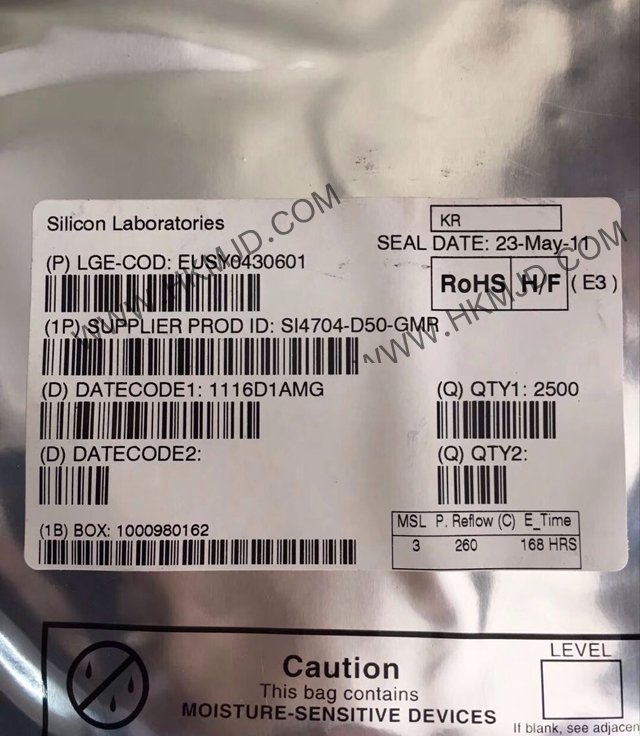 Silicon Laboratories
KR
SEAL DATE: 23-May-11
(P) LGE-COD: EUSY0430601
RoHS H/F (E3)
(1P) SUPPLIER PROD ID: SI4704-D50-GMR
(D) DATECODE1: 1116D1AMG
(Q) QTY1: 2500
(D) DATECODE2:
(Q) QTY2:
(1B) BOX: 1000980162
MSL P. Reflow (C) E_Time
3 260 168 HRS
WWW.HKMJD.COM
WWW.HKMJD.COM
Caution
This bag contains
MOISTURE-SENSITIVE DEVICES
LEVEL
If blank, see adjacen